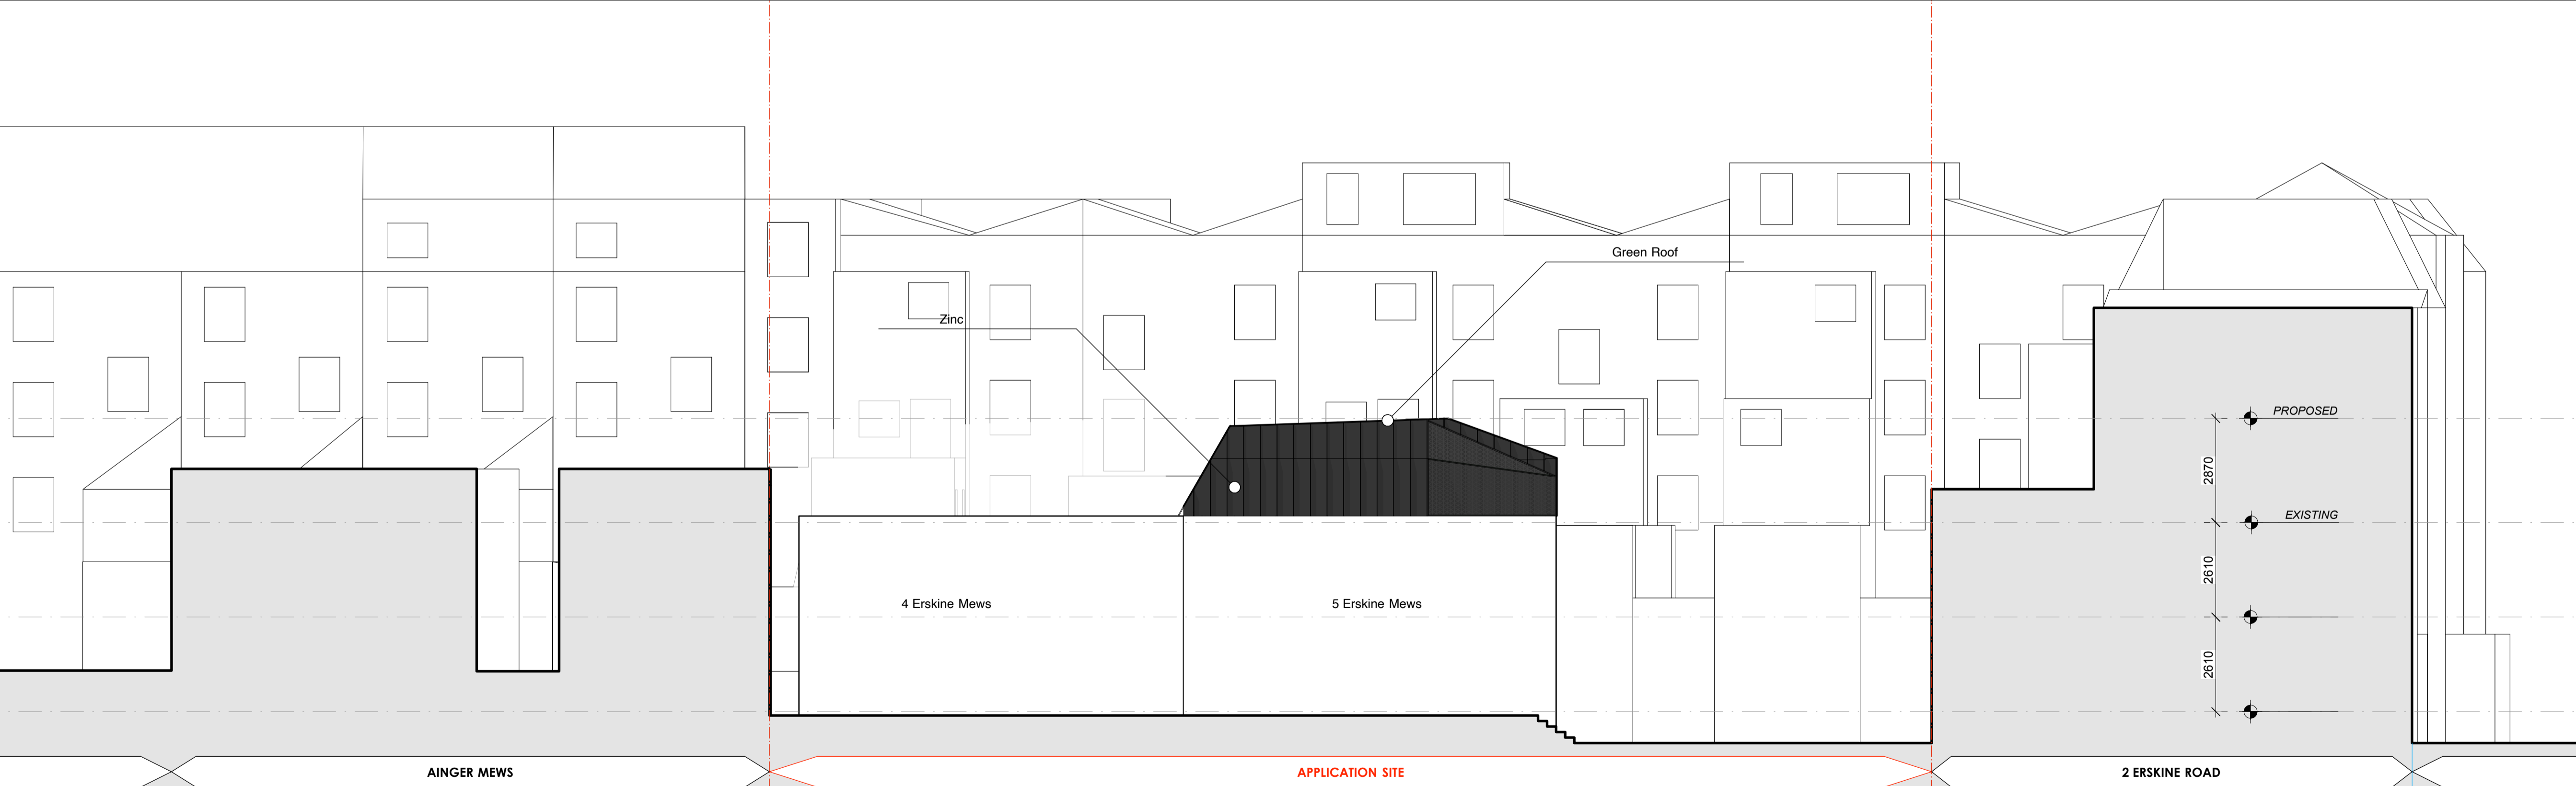 Green Roof
Zinc
PROPOSED
2870
EXISTING
2610
4 Erskine Mews
5 Erskine Mews
2610
AINGER MEWS
APPLICATION SITE
2 ERSKINE ROAD